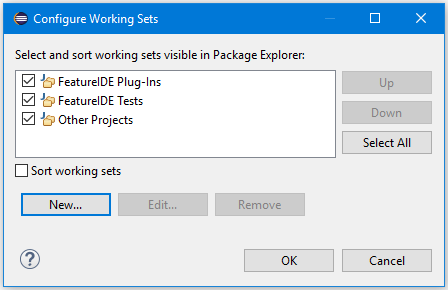 Configure Working Sets
Select and sort working sets visible in Package Explorer:
FeatureIDE Plug-Ins
FeatureIDE Tests
Other Projects
Up
Down
Select All
Sort working sets
New... Edit... Remove
? OK Cancel